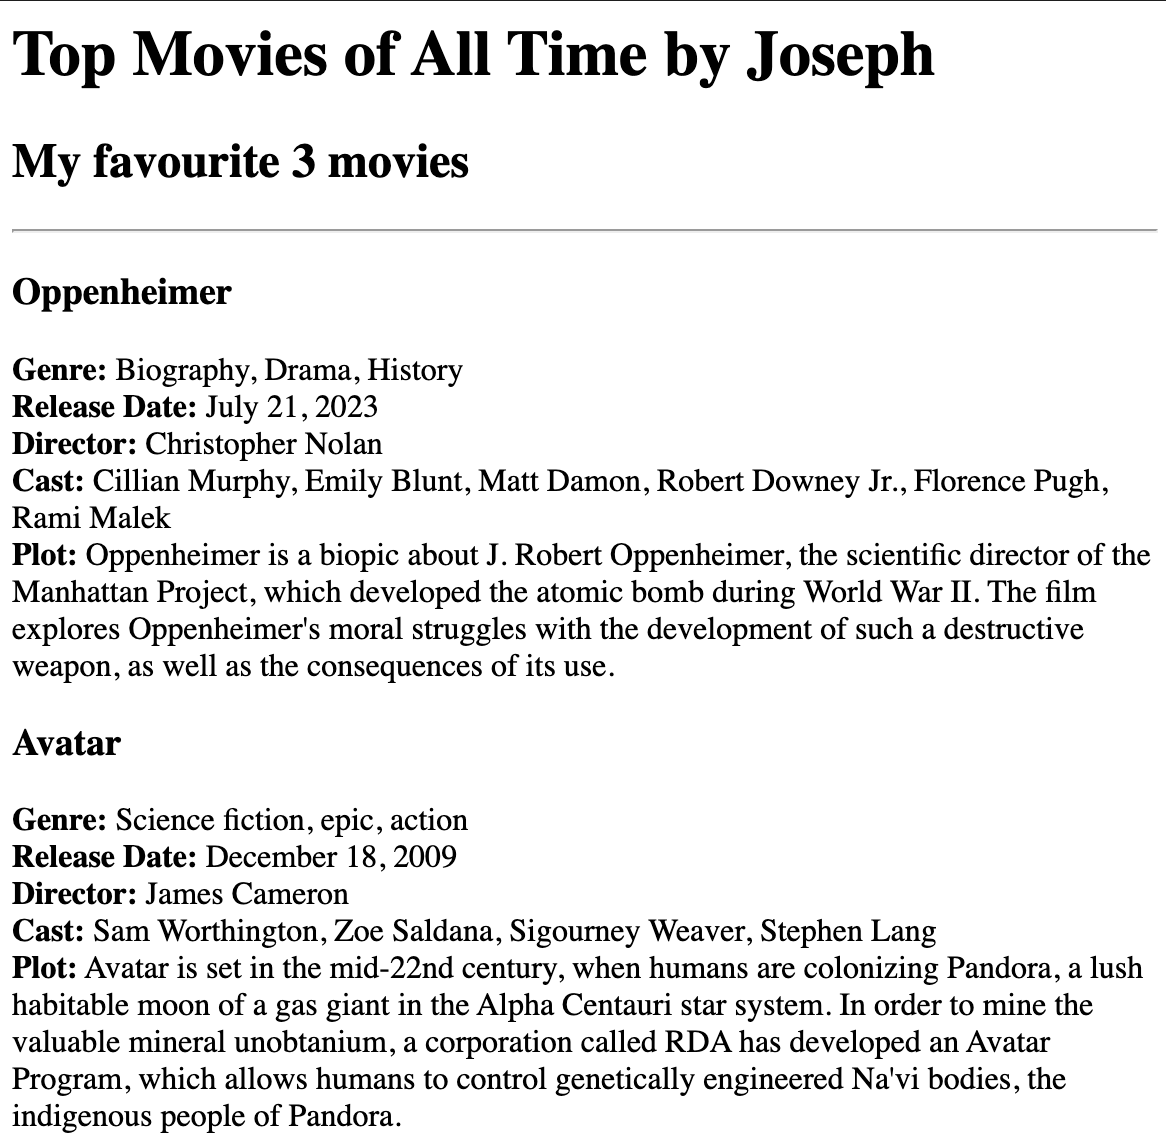 Top Movies of All Time by Joseph
My favourite 3 movies
Oppenheimer
Genre: Biography, Drama, History
Release Date: July 21, 2023
Director: Christopher Nolan
Cast: Cillian Murphy, Emily Blunt, Matt Damon, Robert Downey Jr., Florence Pugh,
Rami Malek
Plot: Oppenheimer is a biopic about J. Robert Oppenheimer, the scientific director of the
Manhattan Project, which developed the atomic bomb during World War II. The film
explores Oppenheimer's moral struggles with the development of such a destructive
weapon, as well as the consequences of its use.
Avatar
Genre: Science fiction, epic, action
Release Date: December 18, 2009
Director: James Cameron
Cast: Sam Worthington, Zoe Saldana, Sigourney Weaver, Stephen Lang
Plot: Avatar is set in the mid-22nd century, when humans are colonizing Pandora, a lush
habitable moon of a gas giant in the Alpha Centauri star system. In order to mine the
valuable mineral unobtanium, a corporation called RDA has developed an Avatar
Program, which allows humans to control genetically engineered Na'vi bodies, the
indigenous people of Pandora.